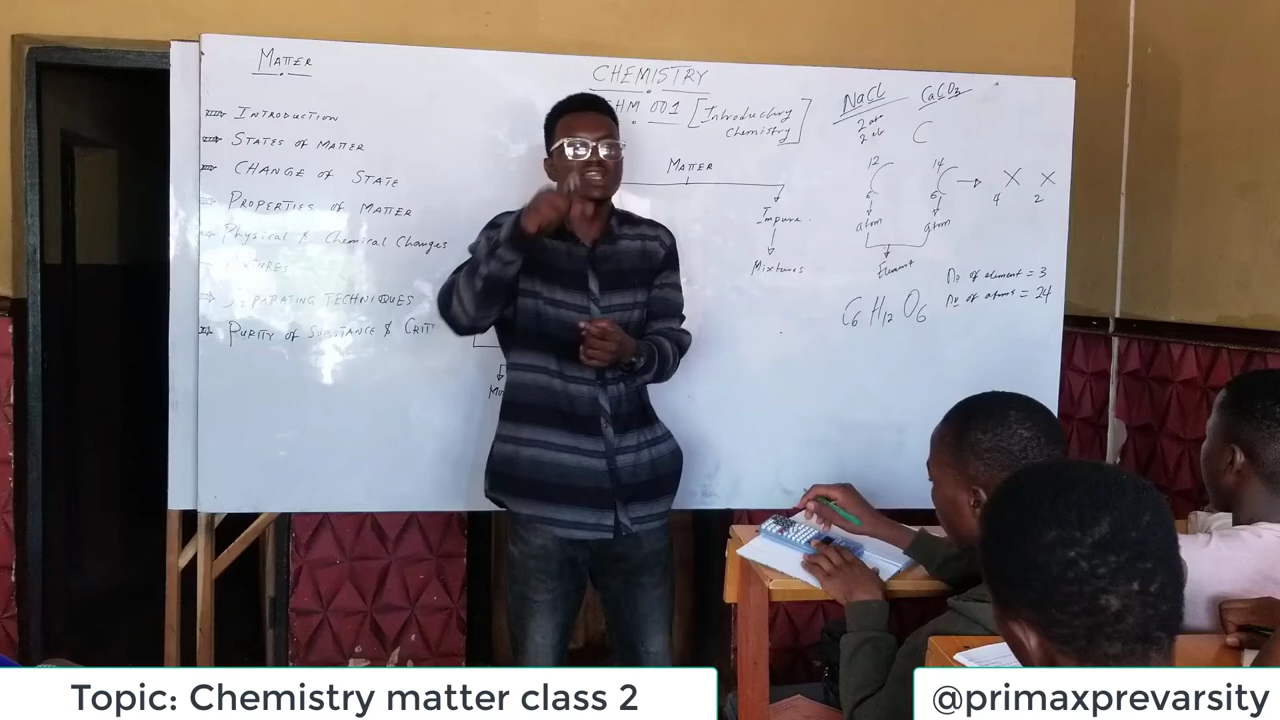 MATTER
INTRODUCTION
STATES OF MATTER
CHANGE OF STATE
PROPERTIES OF MATTER
Physical & Chemical Changes
SEPARATING TECHNIQUES
PURITY OF SUBSTANCE & CRIT
CHEMISTRY
CHM 001 [Introductory
Chemistry]
MATTER
Impure
Mixtures
NaCl CaCO3
C
12 14
C C → X X
6 6 4 2
atom atom
Element
No of element = 3
No of atoms = 24
C6 H12 O6
Topic: Chemistry matter class 2
@primaxprevarsity